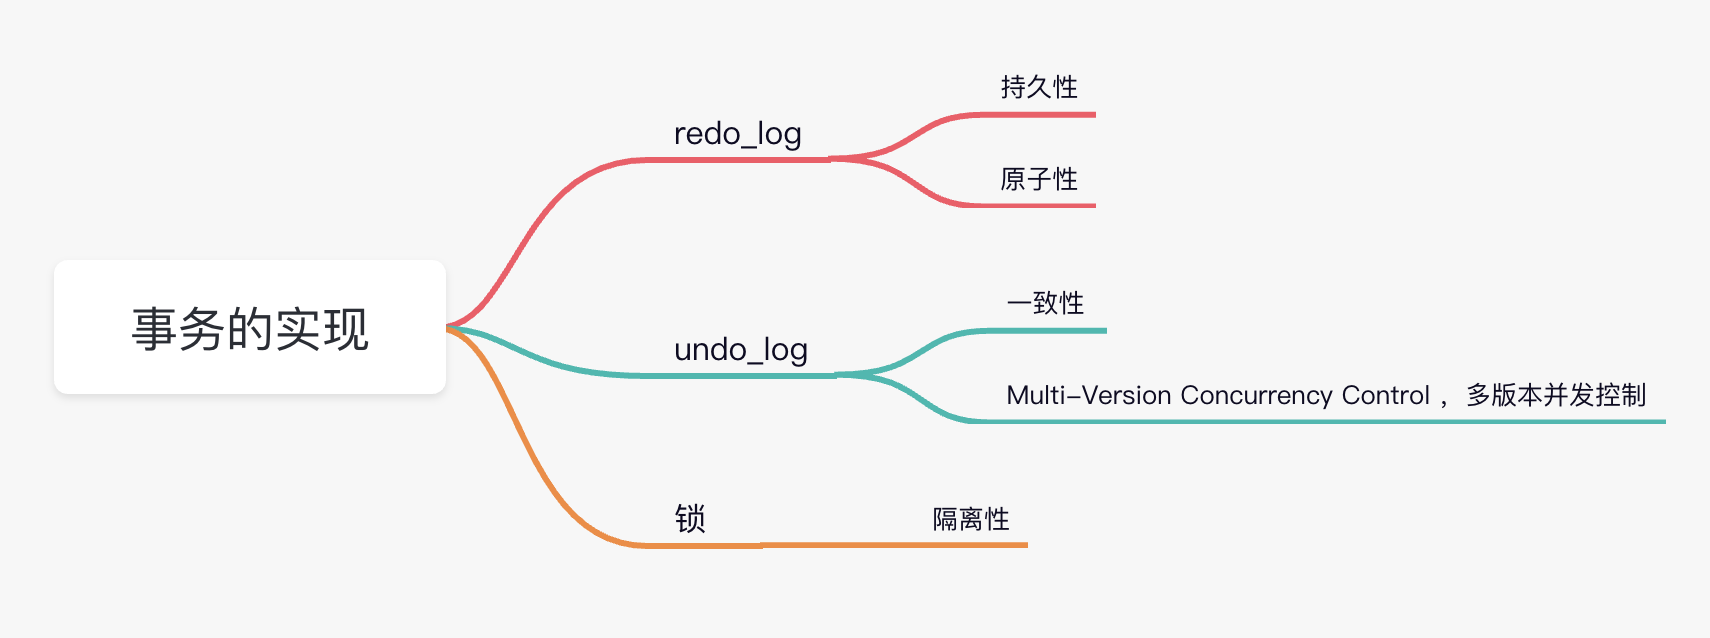 事务的实现
redo_log
持久性
原子性
undo_log
一致性
Multi-Version Concurrency Control ，多版本并发控制
锁
隔离性